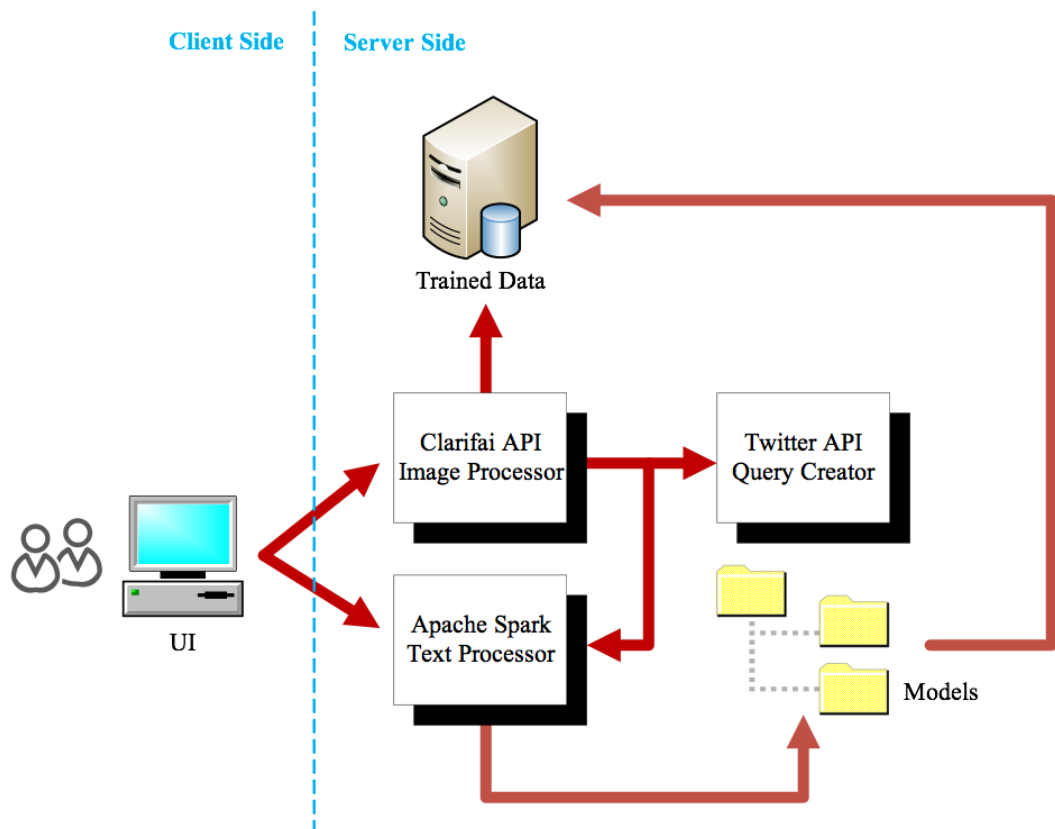 Client Side
Server Side
Trained Data
Clarifai API
Image Processor
Twitter API
Query Creator
UI
Apache Spark
Text Processor
Models